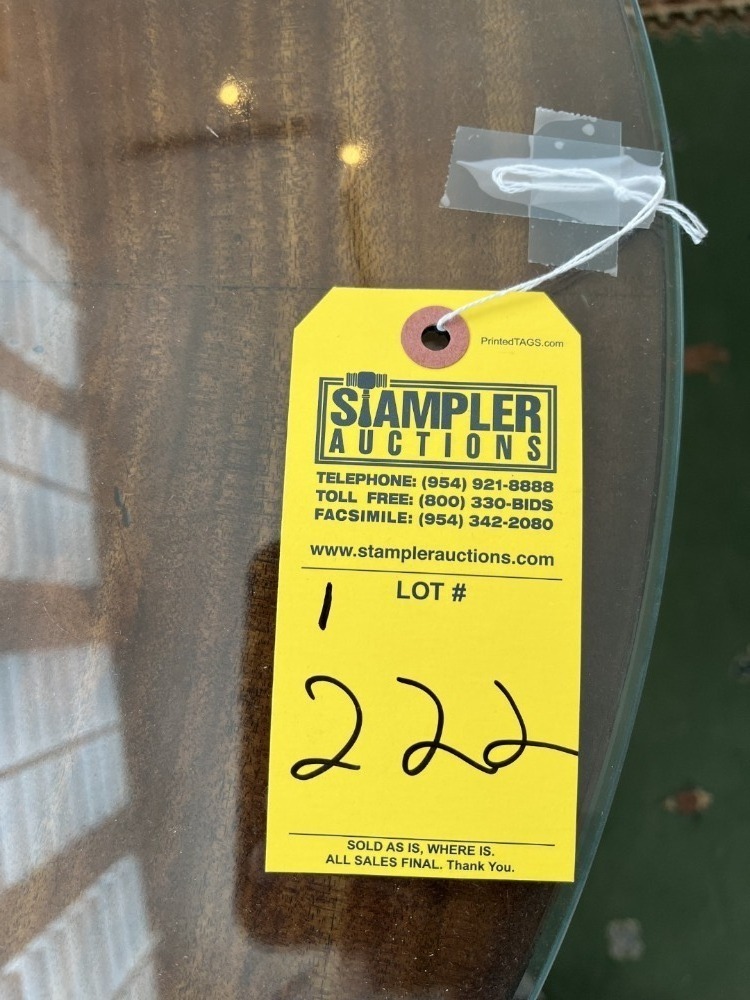 PrintedTAGS.com
STAMPLER
AUCTIONS
TELEPHONE: (954) 921-8888
TOLL FREE: (800) 330-BIDS
FACSIMILE: (954) 342-2080
www.stamplerauctions.com
LOT #
1
222
SOLD AS IS, WHERE IS.
ALL SALES FINAL. Thank You.